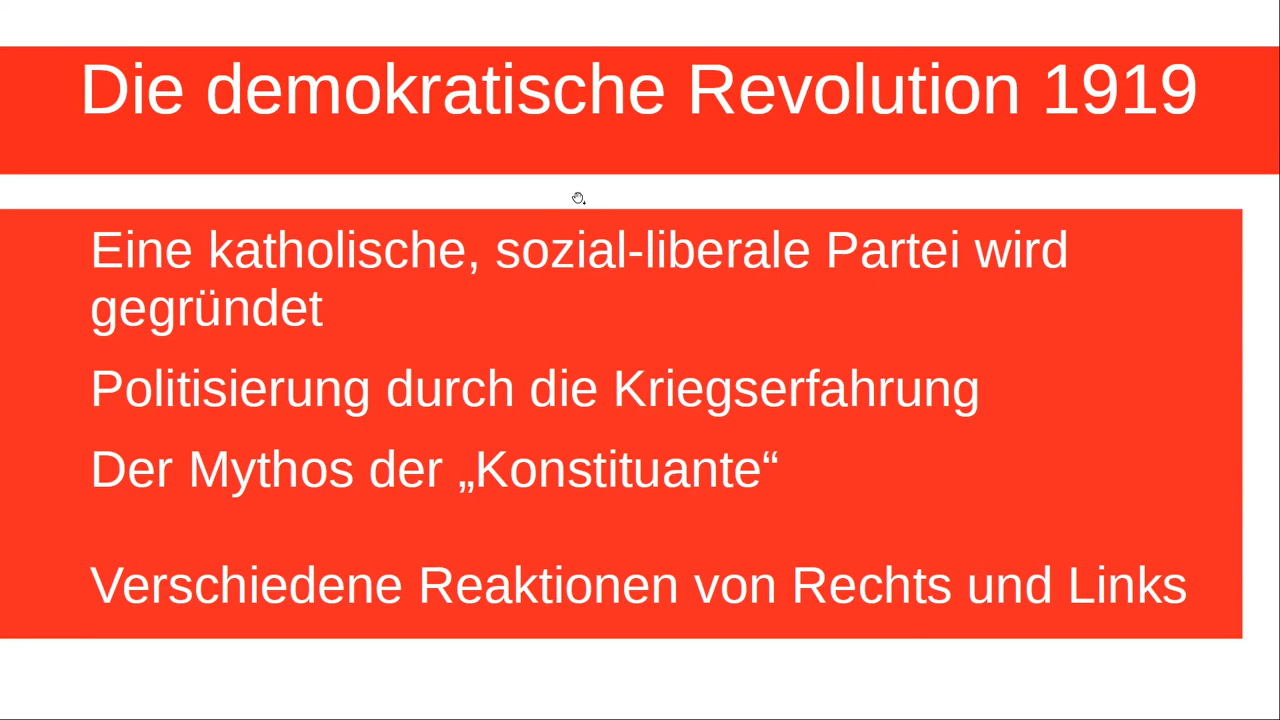 Die demokratische Revolution 1919
Eine katholische, sozial-liberale Partei wird
gegründet
Politisierung durch die Kriegserfahrung
Der Mythos der „Konstituante“
Verschiedene Reaktionen von Rechts und Links